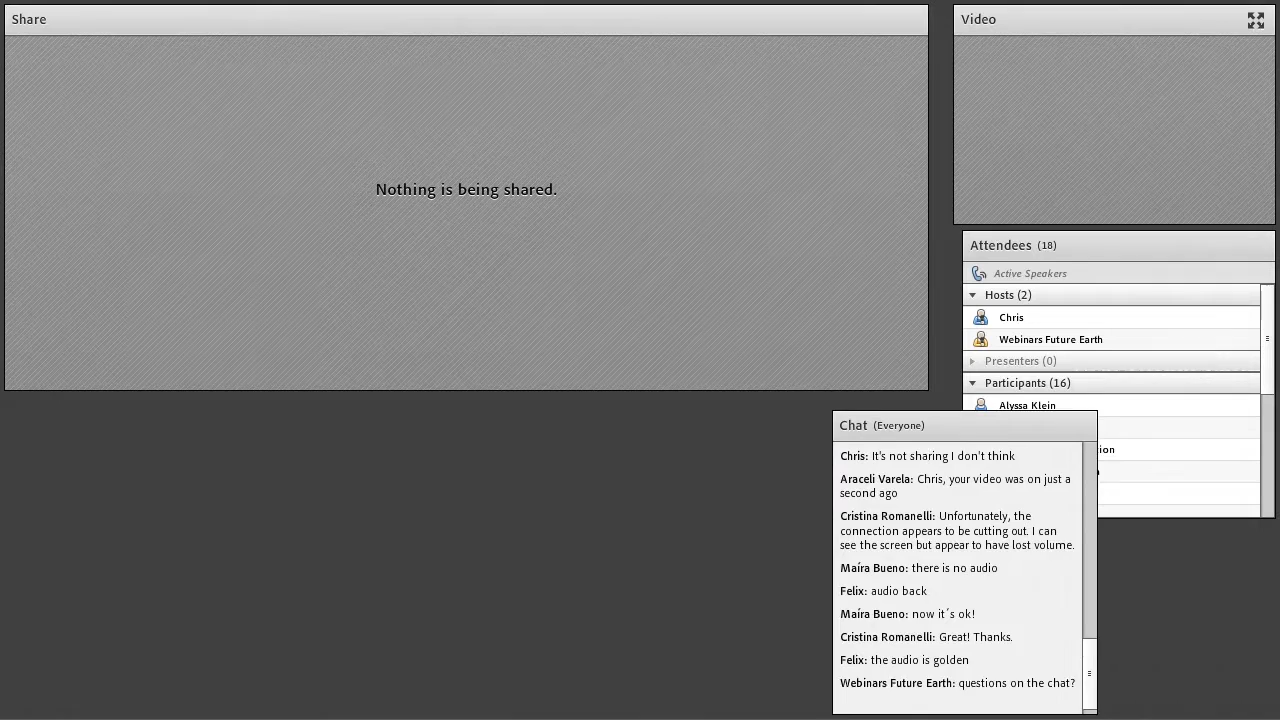 Share
Nothing is being shared.
Video
Attendees (18)
Active Speakers
Hosts (2)
Chris
Webinars Future Earth
Presenters (0)
Participants (16)
Alyssa Klein
ion
Chat (Everyone)
Chris: It's not sharing I don't think
Araceli Varela: Chris, your video was on just a
second ago
Cristina Romanelli: Unfortunately, the
connection appears to be cutting out. I can
see the screen but appear to have lost volume.
Maíra Bueno: there is no audio
Felix: audio back
Maíra Bueno: now it´s ok!
Cristina Romanelli: Great! Thanks.
Felix: the audio is golden
Webinars Future Earth: questions on the chat?